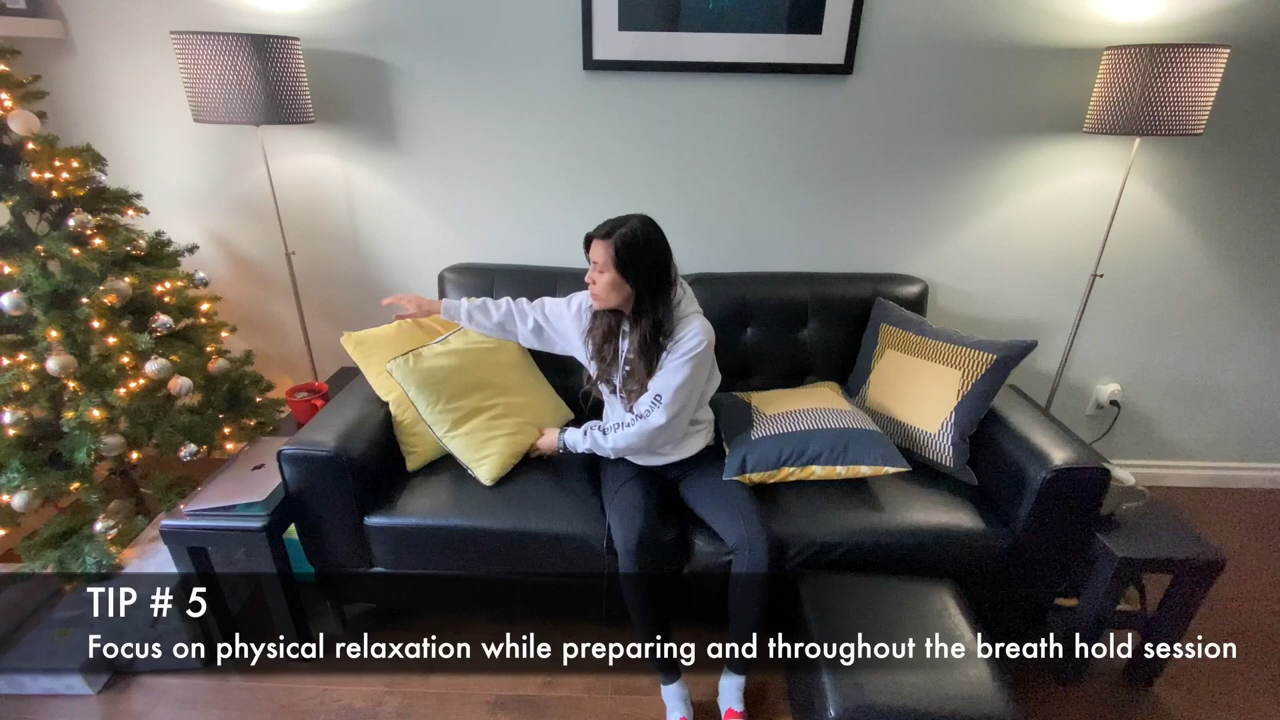 TIP # 5
Focus on physical relaxation while preparing and throughout the breath hold session